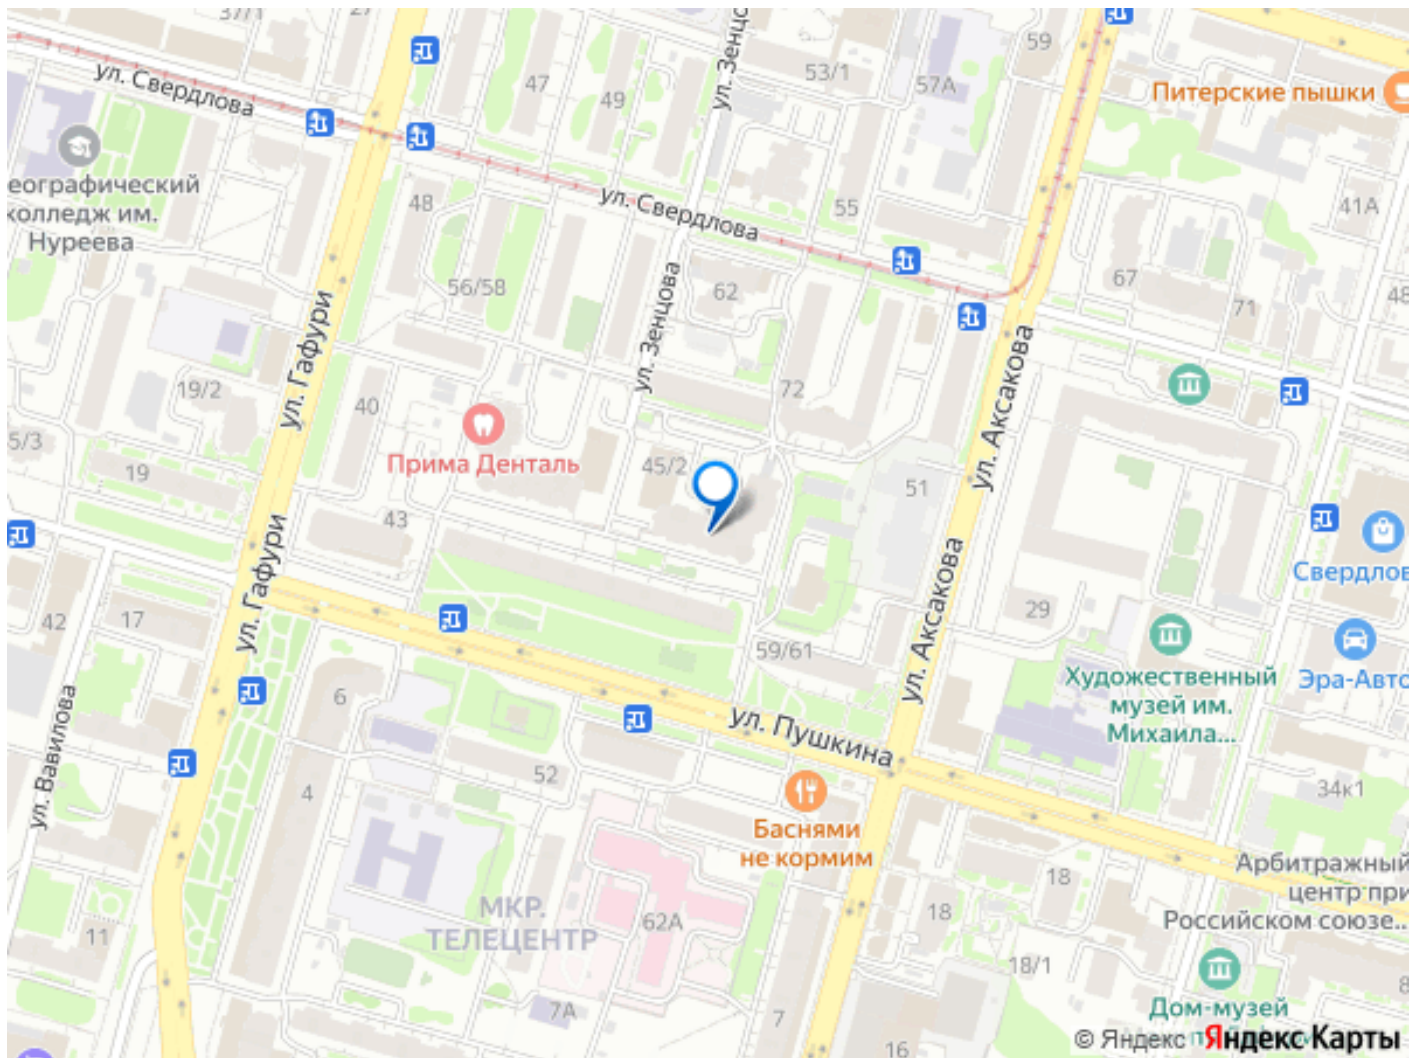 37/1
27
ул. Свердлова
47
49
ул. Зенцова
53/1
57А
59
Питерские пышки
еографический
колледж им.
Нуреева
48
56/58
ул. Свердлова
55
41А
62
67
71
48
ул. Гафури
ул. Зенцова
ул. Аксакова
19/2
40
72
5/3
19
Прима Денталь
45/2
51
43
ул. Гафури
ул. Аксакова
Свердлов
42
17
29
59/61
Художественный
музей им.
Михаила...
Эра-Авто
6
ул. Пушкина
ул. Вавилова
4
52
34к1
Баснями
не кормим
Арбитражный
центр при
Российском союзе...
18
18
МКР.
ТЕЛЕЦЕНТР
62А
11
18/1
7А
7
16
8
Дом-музей
© Яндекс Яндекс Карты